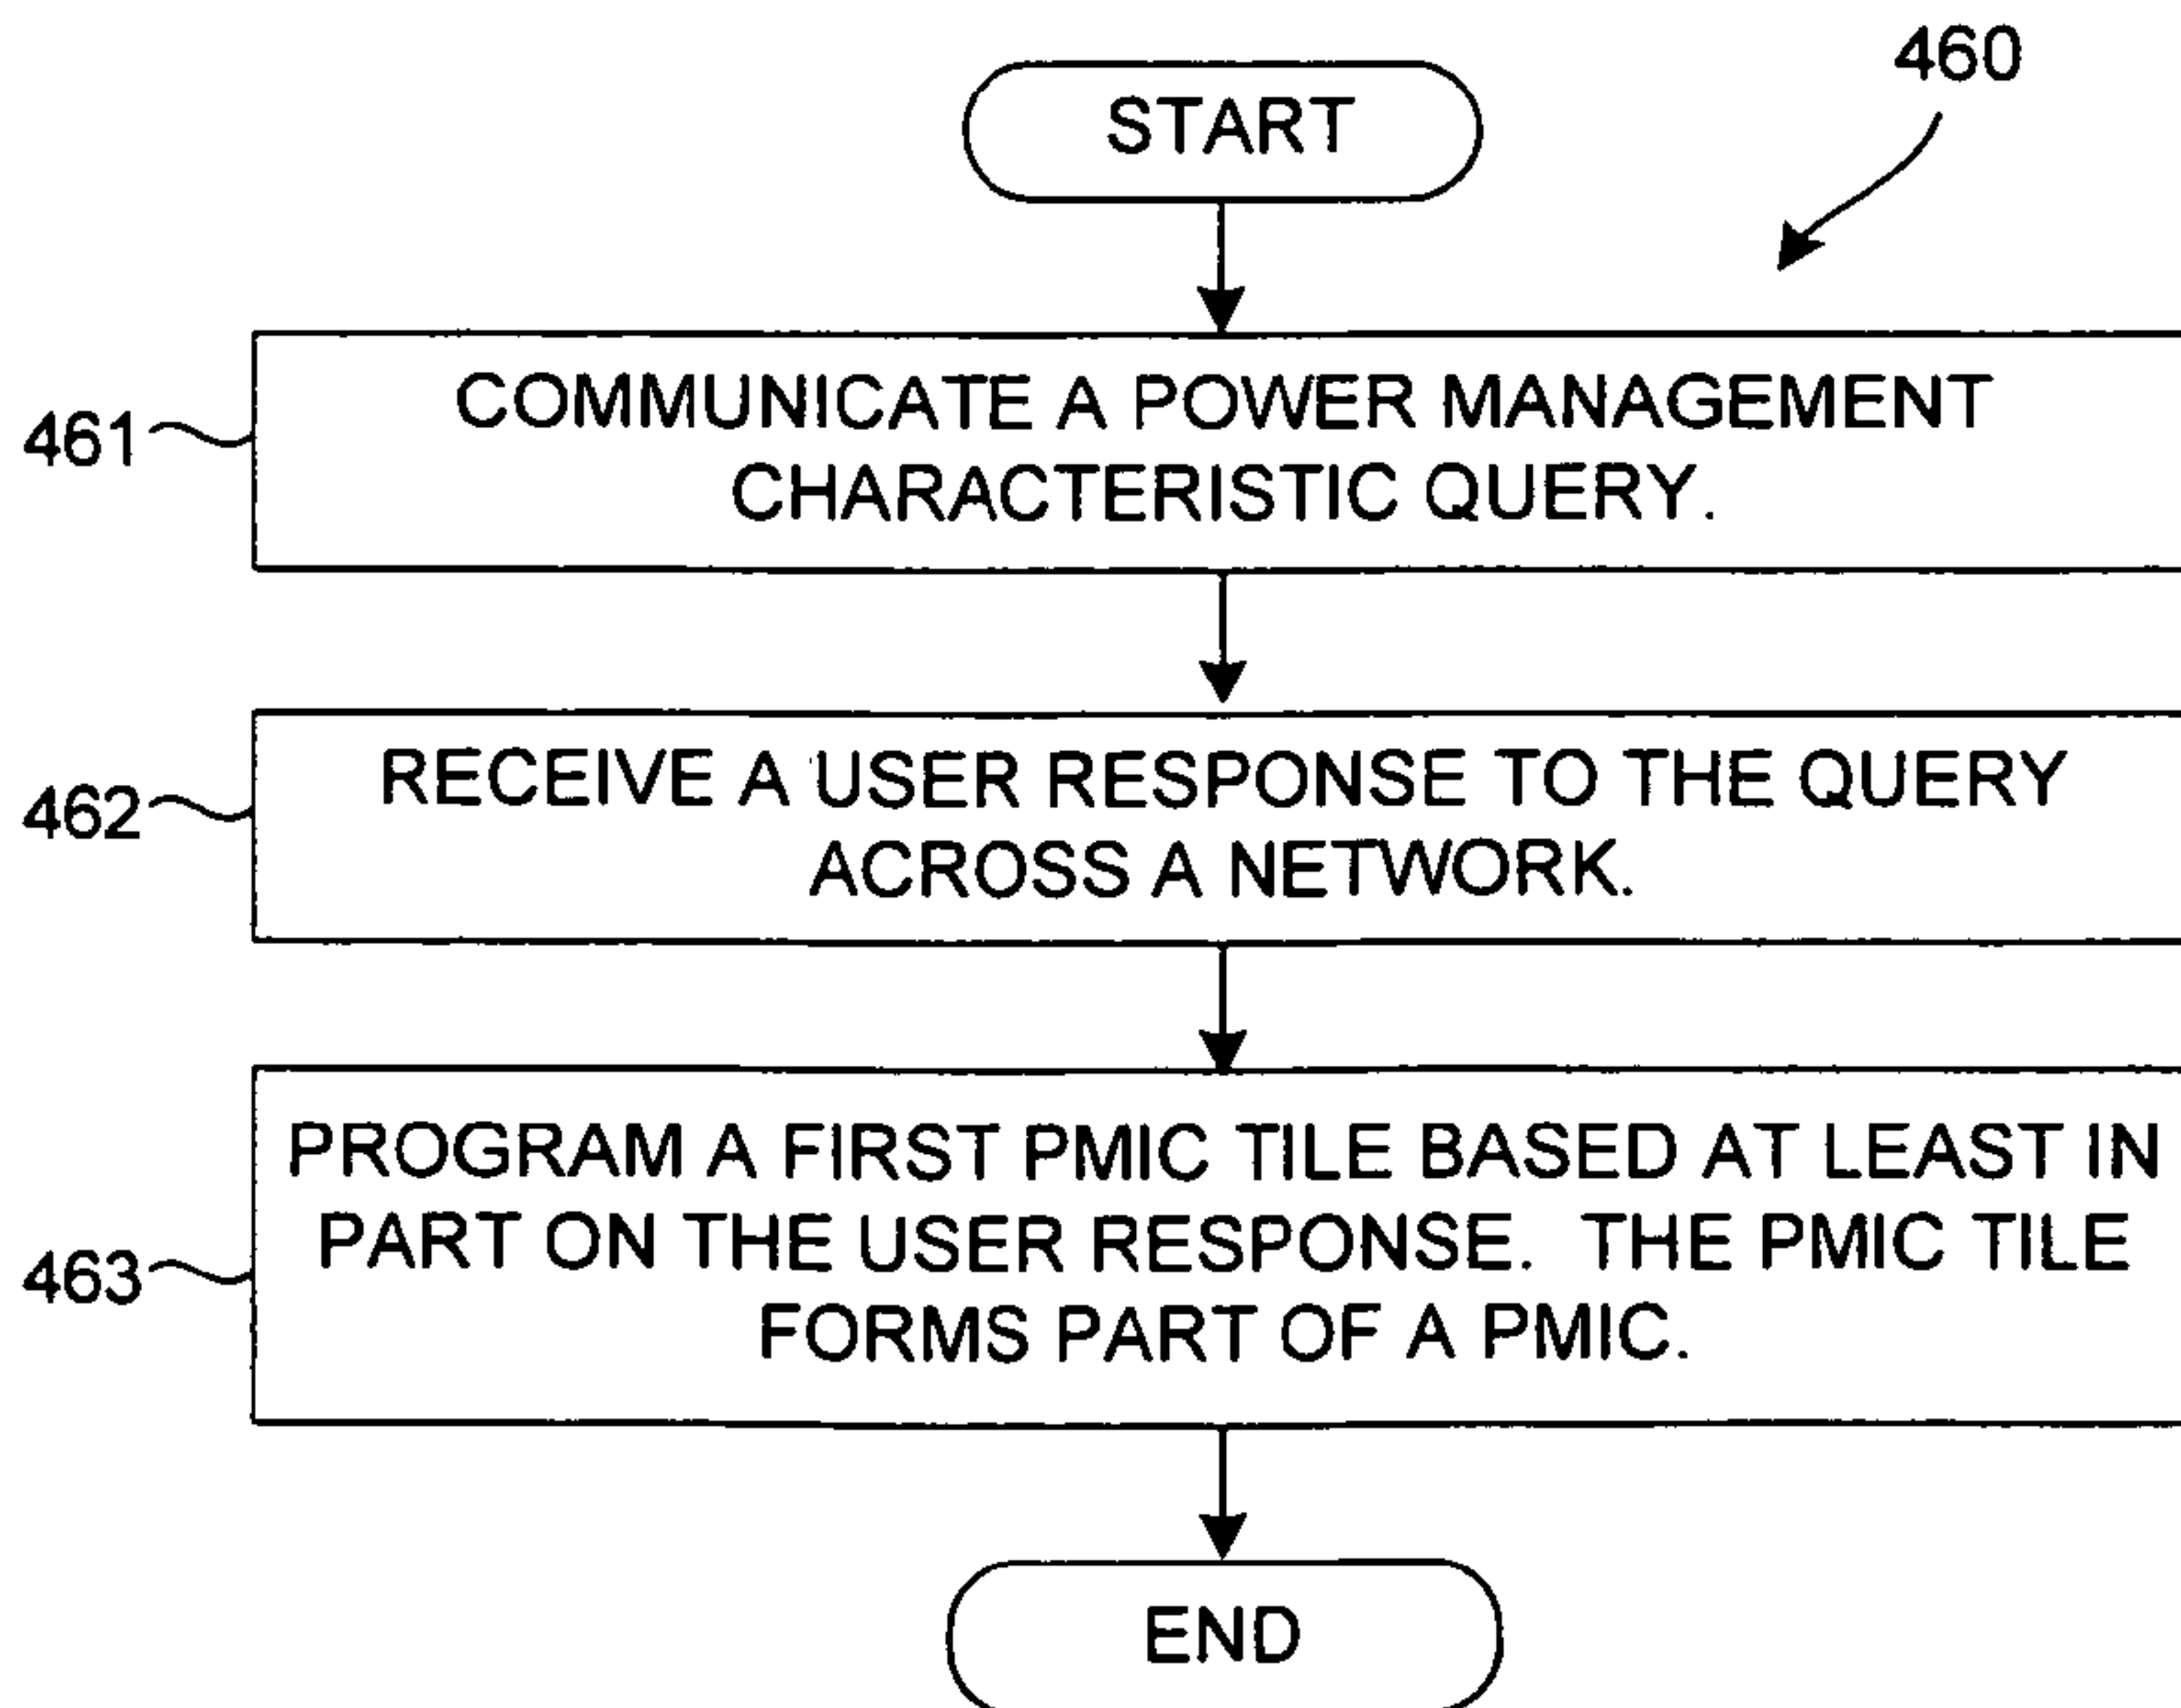 460
START
461
COMMUNICATE A POWER MANAGEMENT
CHARACTERISTIC QUERY.
462
RECEIVE A USER RESPONSE TO THE QUERY
ACROSS A NETWORK.
463
PROGRAM A FIRST PMIC TILE BASED AT LEAST IN
PART ON THE USER RESPONSE. THE PMIC TILE
FORMS PART OF A PMIC.
END